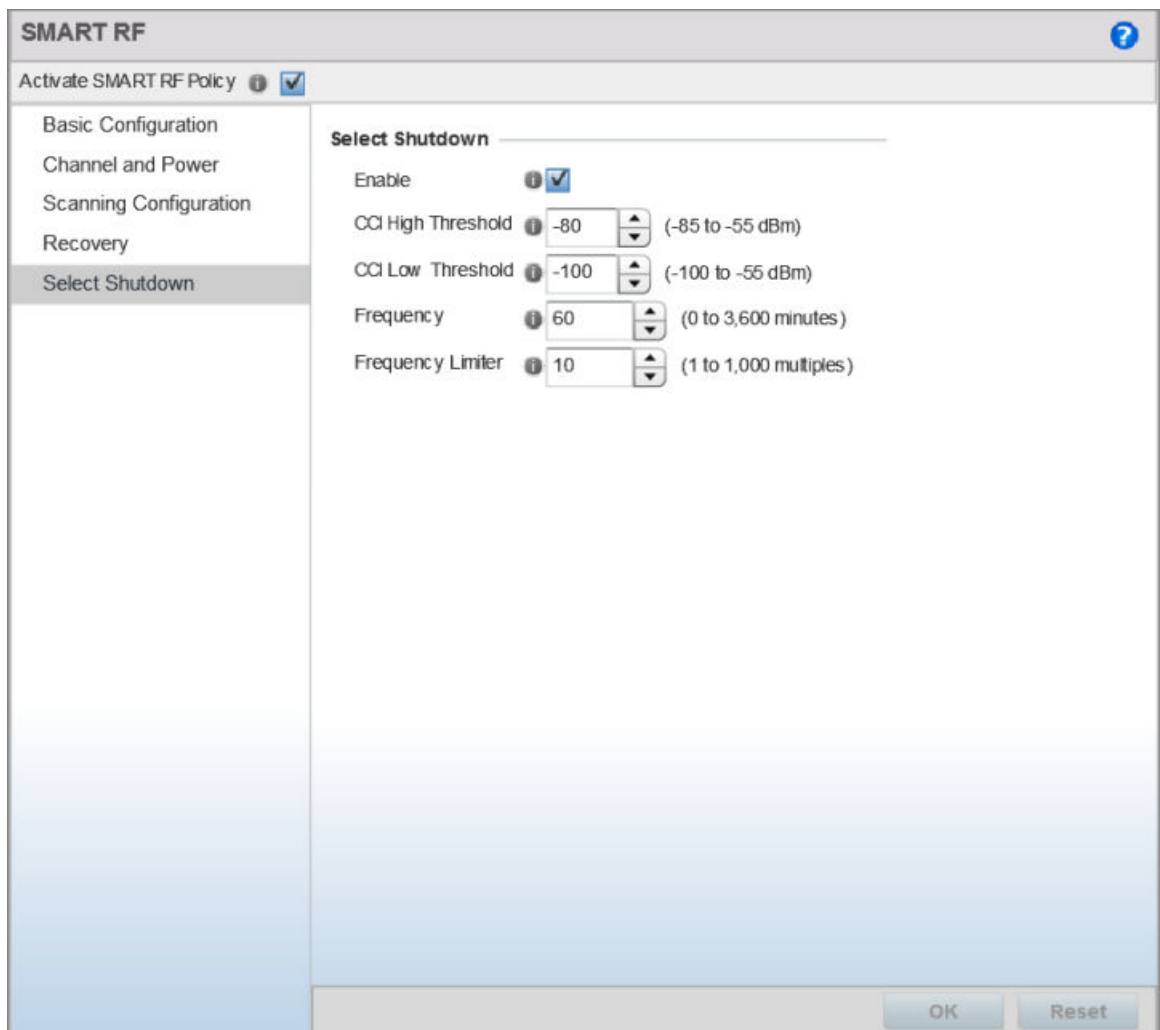 SMART RF
Activate SMART RF Policy
Basic Configuration
Channel and Power
Scanning Configuration
Recovery
Select Shutdown
Select Shutdown
Enable
CCI High Threshold -80 (-85 to -55 dBm)
CCI Low Threshold -100 (-100 to -55 dBm)
Frequency 60 (0 to 3,600 minutes)
Frequency Limiter 10 (1 to 1,000 multiples)
OK Reset